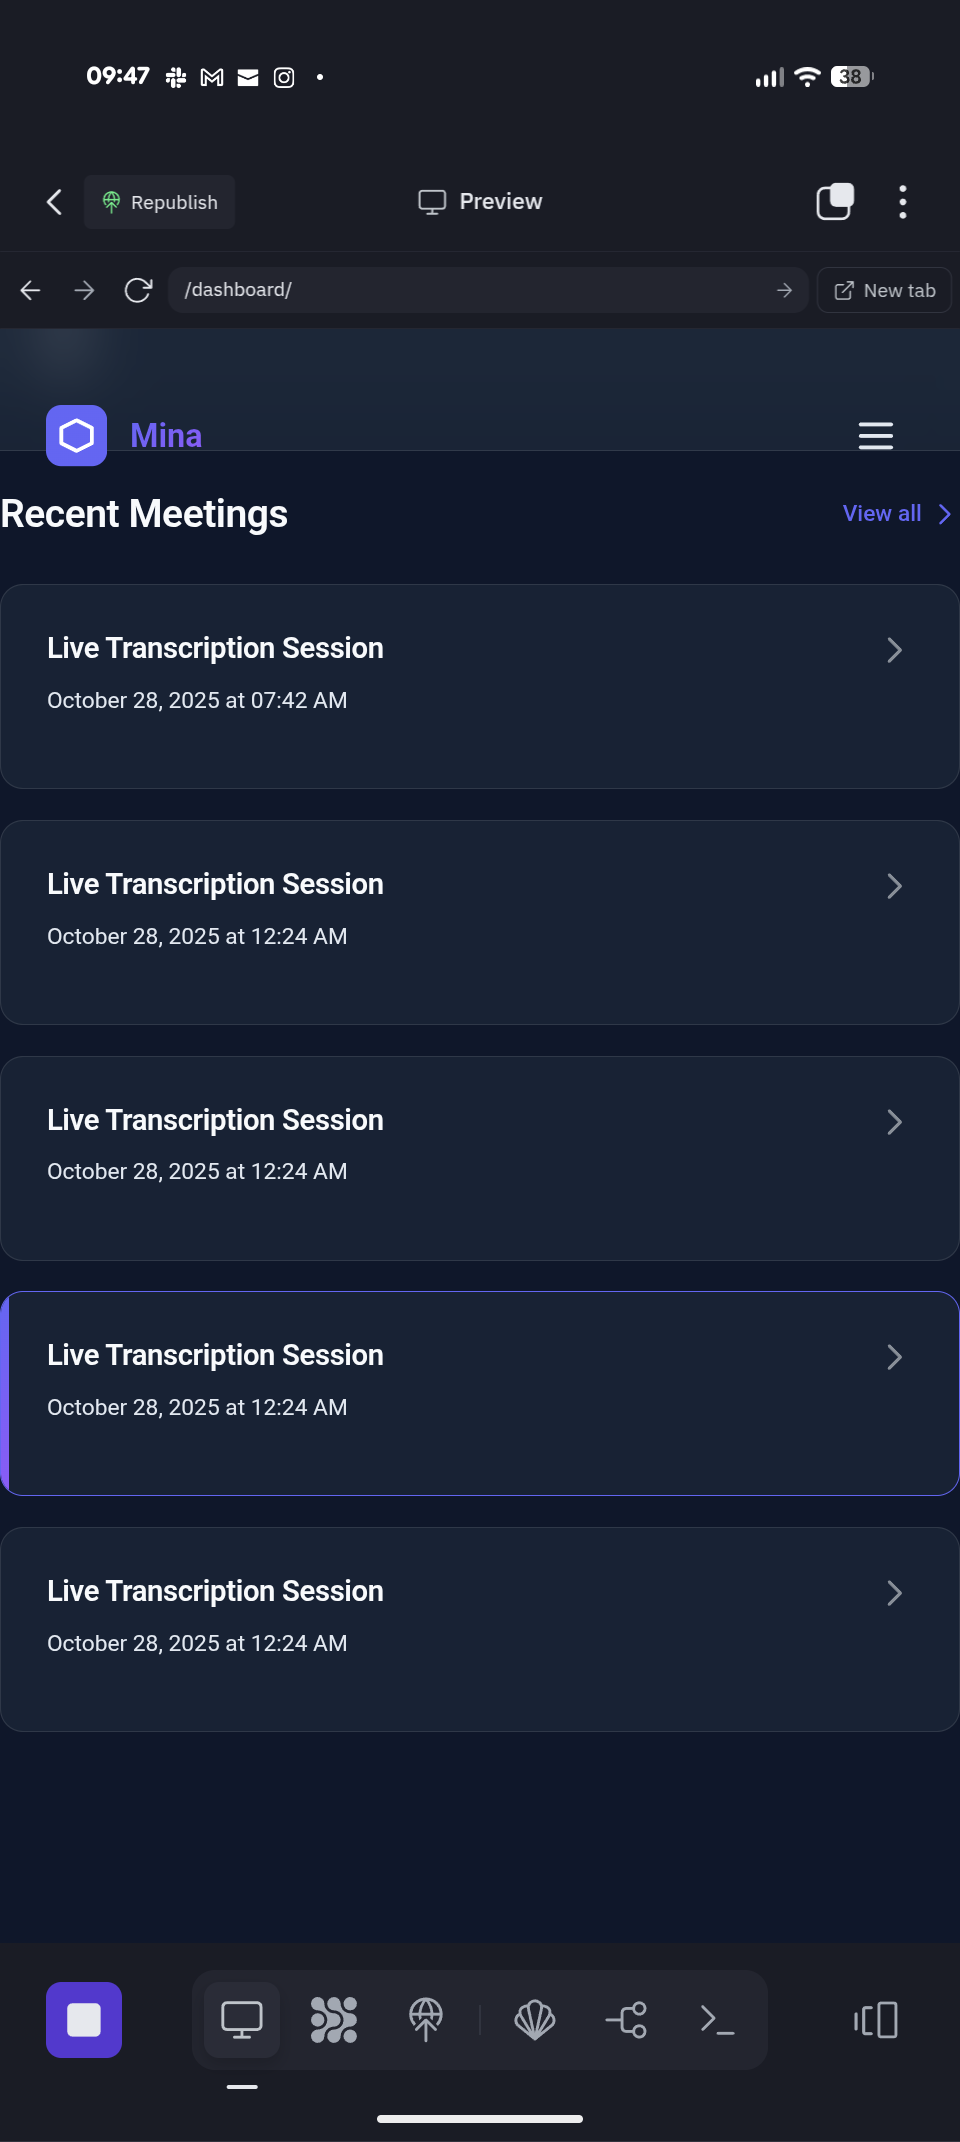 09:47
38
Republish
Preview
/dashboard/
New tab
Mina
Recent Meetings
View all
Live Transcription Session
October 28, 2025 at 07:42 AM
Live Transcription Session
October 28, 2025 at 12:24 AM
Live Transcription Session
October 28, 2025 at 12:24 AM
Live Transcription Session
October 28, 2025 at 12:24 AM
Live Transcription Session
October 28, 2025 at 12:24 AM